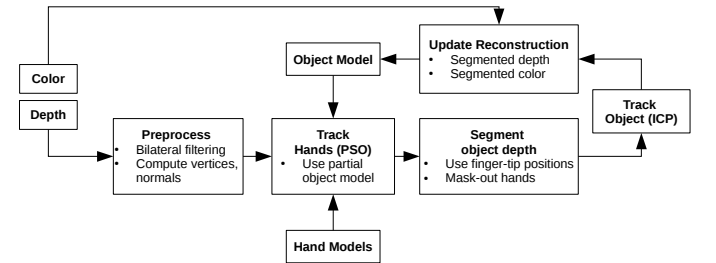 Update Reconstruction
• Segmented depth
• Segmented color
Object Model
Color
Depth
Track
Object (ICP)
Preprocess
• Bilateral filtering
• Compute vertices,
normals
Track
Hands (PSO)
• Use partial
object model
Segment
object depth
• Use finger-tip positions
• Mask-out hands
Hand Models